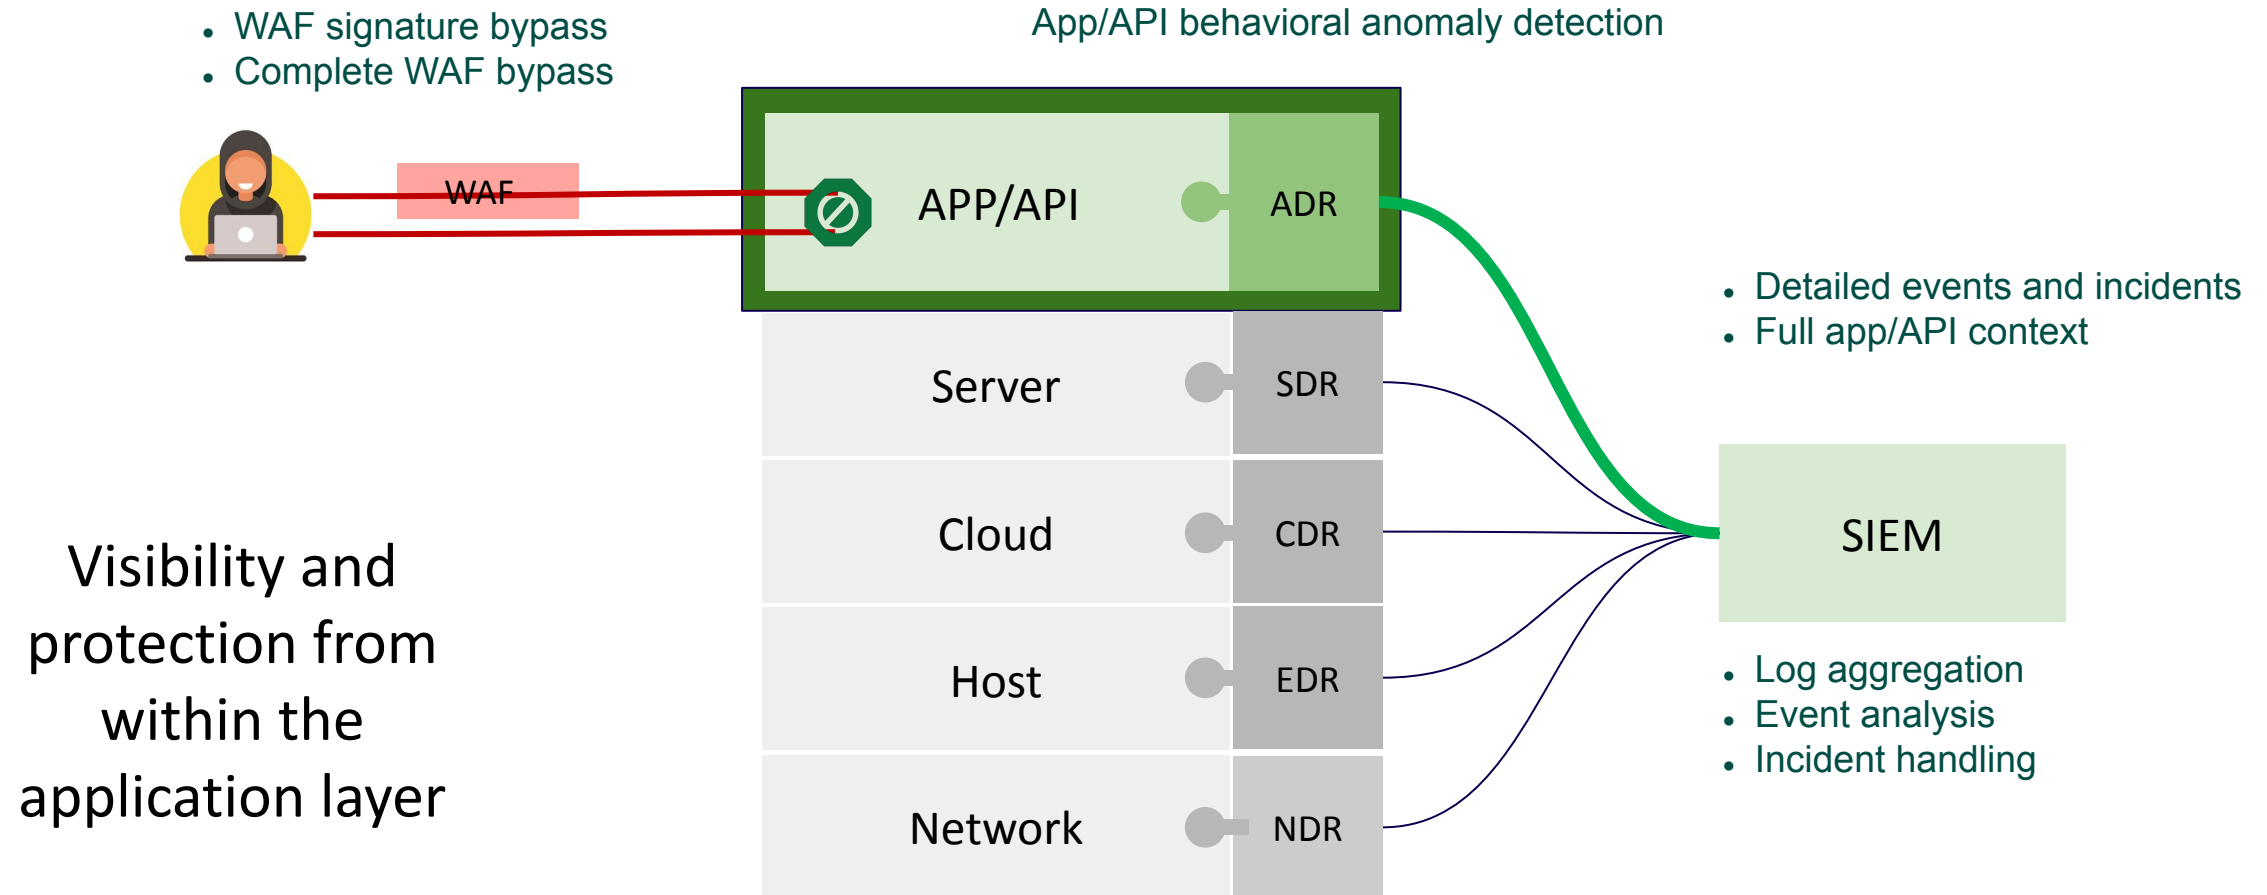 • WAF signature bypass
• Complete WAF bypass
App/API behavioral anomaly detection
WAF
APP/API
ADR
• Detailed events and incidents
• Full app/API context
Server
SDR
Cloud
CDR
SIEM
Visibility and
protection from
within the
application layer
Host
EDR
• Log aggregation
• Event analysis
• Incident handling
Network
NDR